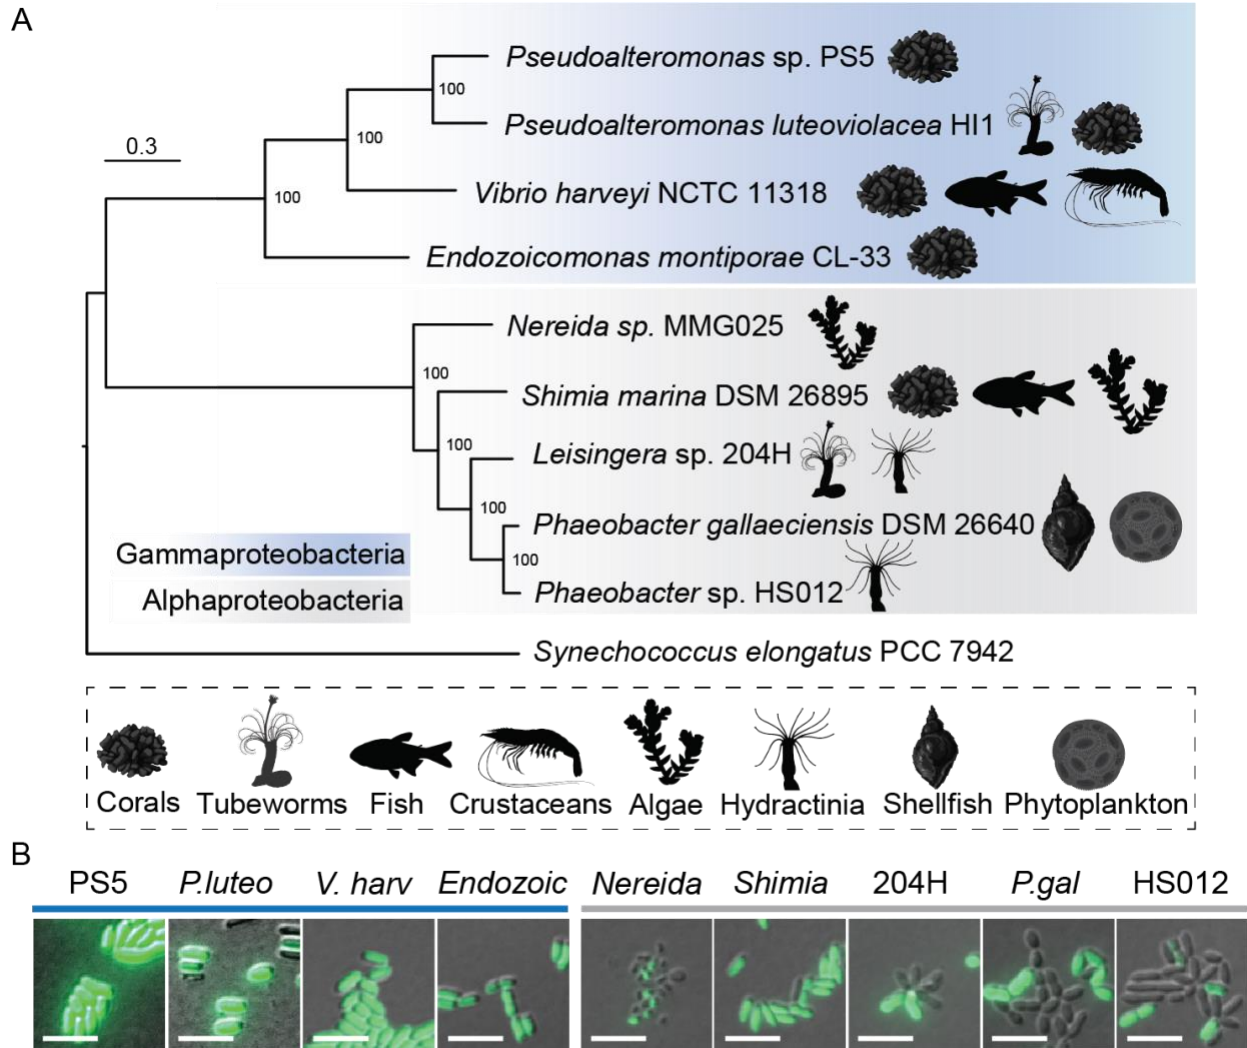 A
Pseudoalteromonas sp. PS5
100
Pseudoalteromonas luteoviolacea HI1
0.3
100
Vibrio harveyi NCTC 11318
100
Endozoicomonas montiporae CL-33
Nereida sp. MMG025
100
Shimia marina DSM 26895
100
Leisingera sp. 204H
100
Phaeobacter gallaeciensis DSM 26640
Gammaproteobacteria
100
Alphaproteobacteria
Phaeobacter sp. HS012
Synechococcus elongatus PCC 7942
Corals Tubeworms Fish Crustaceans Algae Hydractinia Shellfish Phytoplankton
B
PS5 P.luteo V. harv Endozoic Nereida Shimia 204H P.gal HS012